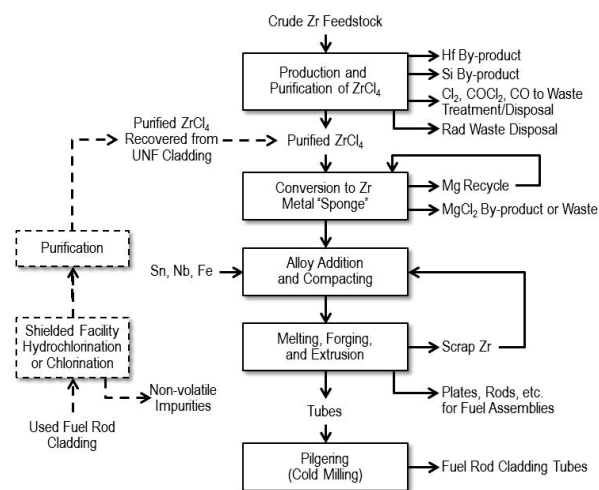 Crude Zr Feedstock
Production and
Purification of ZrCl₄
Hf By-product
Si By-product
Cl₂, COCl₂, CO to Waste
Treatment/Disposal
Rad Waste Disposal
Purified ZrCl₄
Recovered from
UNF Cladding
Purified ZrCl₄
Conversion to Zr
Metal "Sponge"
Mg Recycle
MgCl₂ By-product or Waste
Purification
Sn, Nb, Fe
Alloy Addition
and Compacting
Shielded Facility
Hydrochlorination
or Chlorination
Melting, Forging,
and Extrusion
Scrap Zr
Non-volatile
Impurities
Plates, Rods, etc.
for Fuel Assemblies
Used Fuel Rod
Cladding
Tubes
Pilgering
(Cold Milling)
Fuel Rod Cladding Tubes